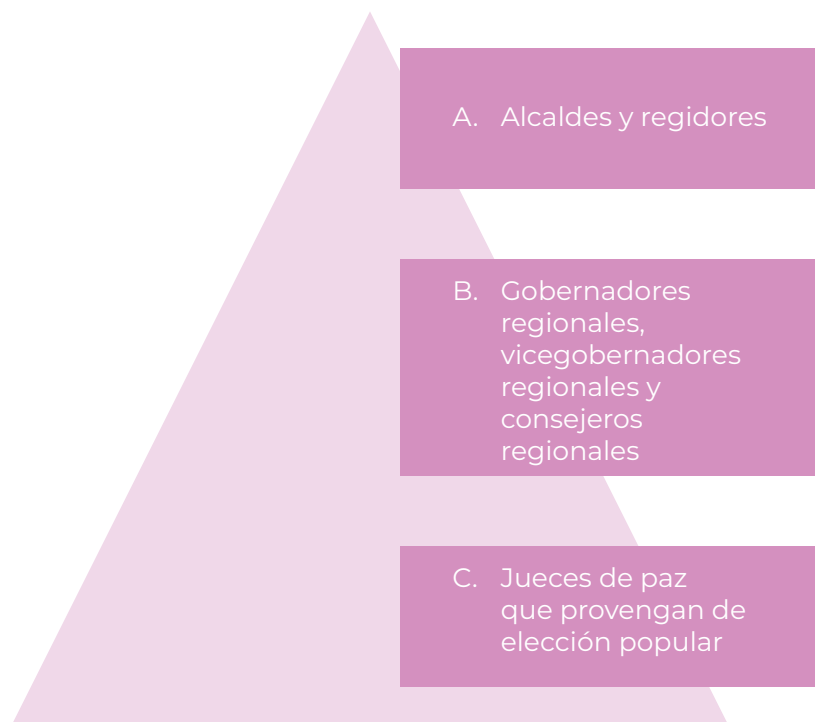 A. Alcaldes y regidores
B. Gobernadores
regionales,
vicegobernadores
regionales y
consejeros
regionales
C. Jueces de paz
que provengan de
elección popular